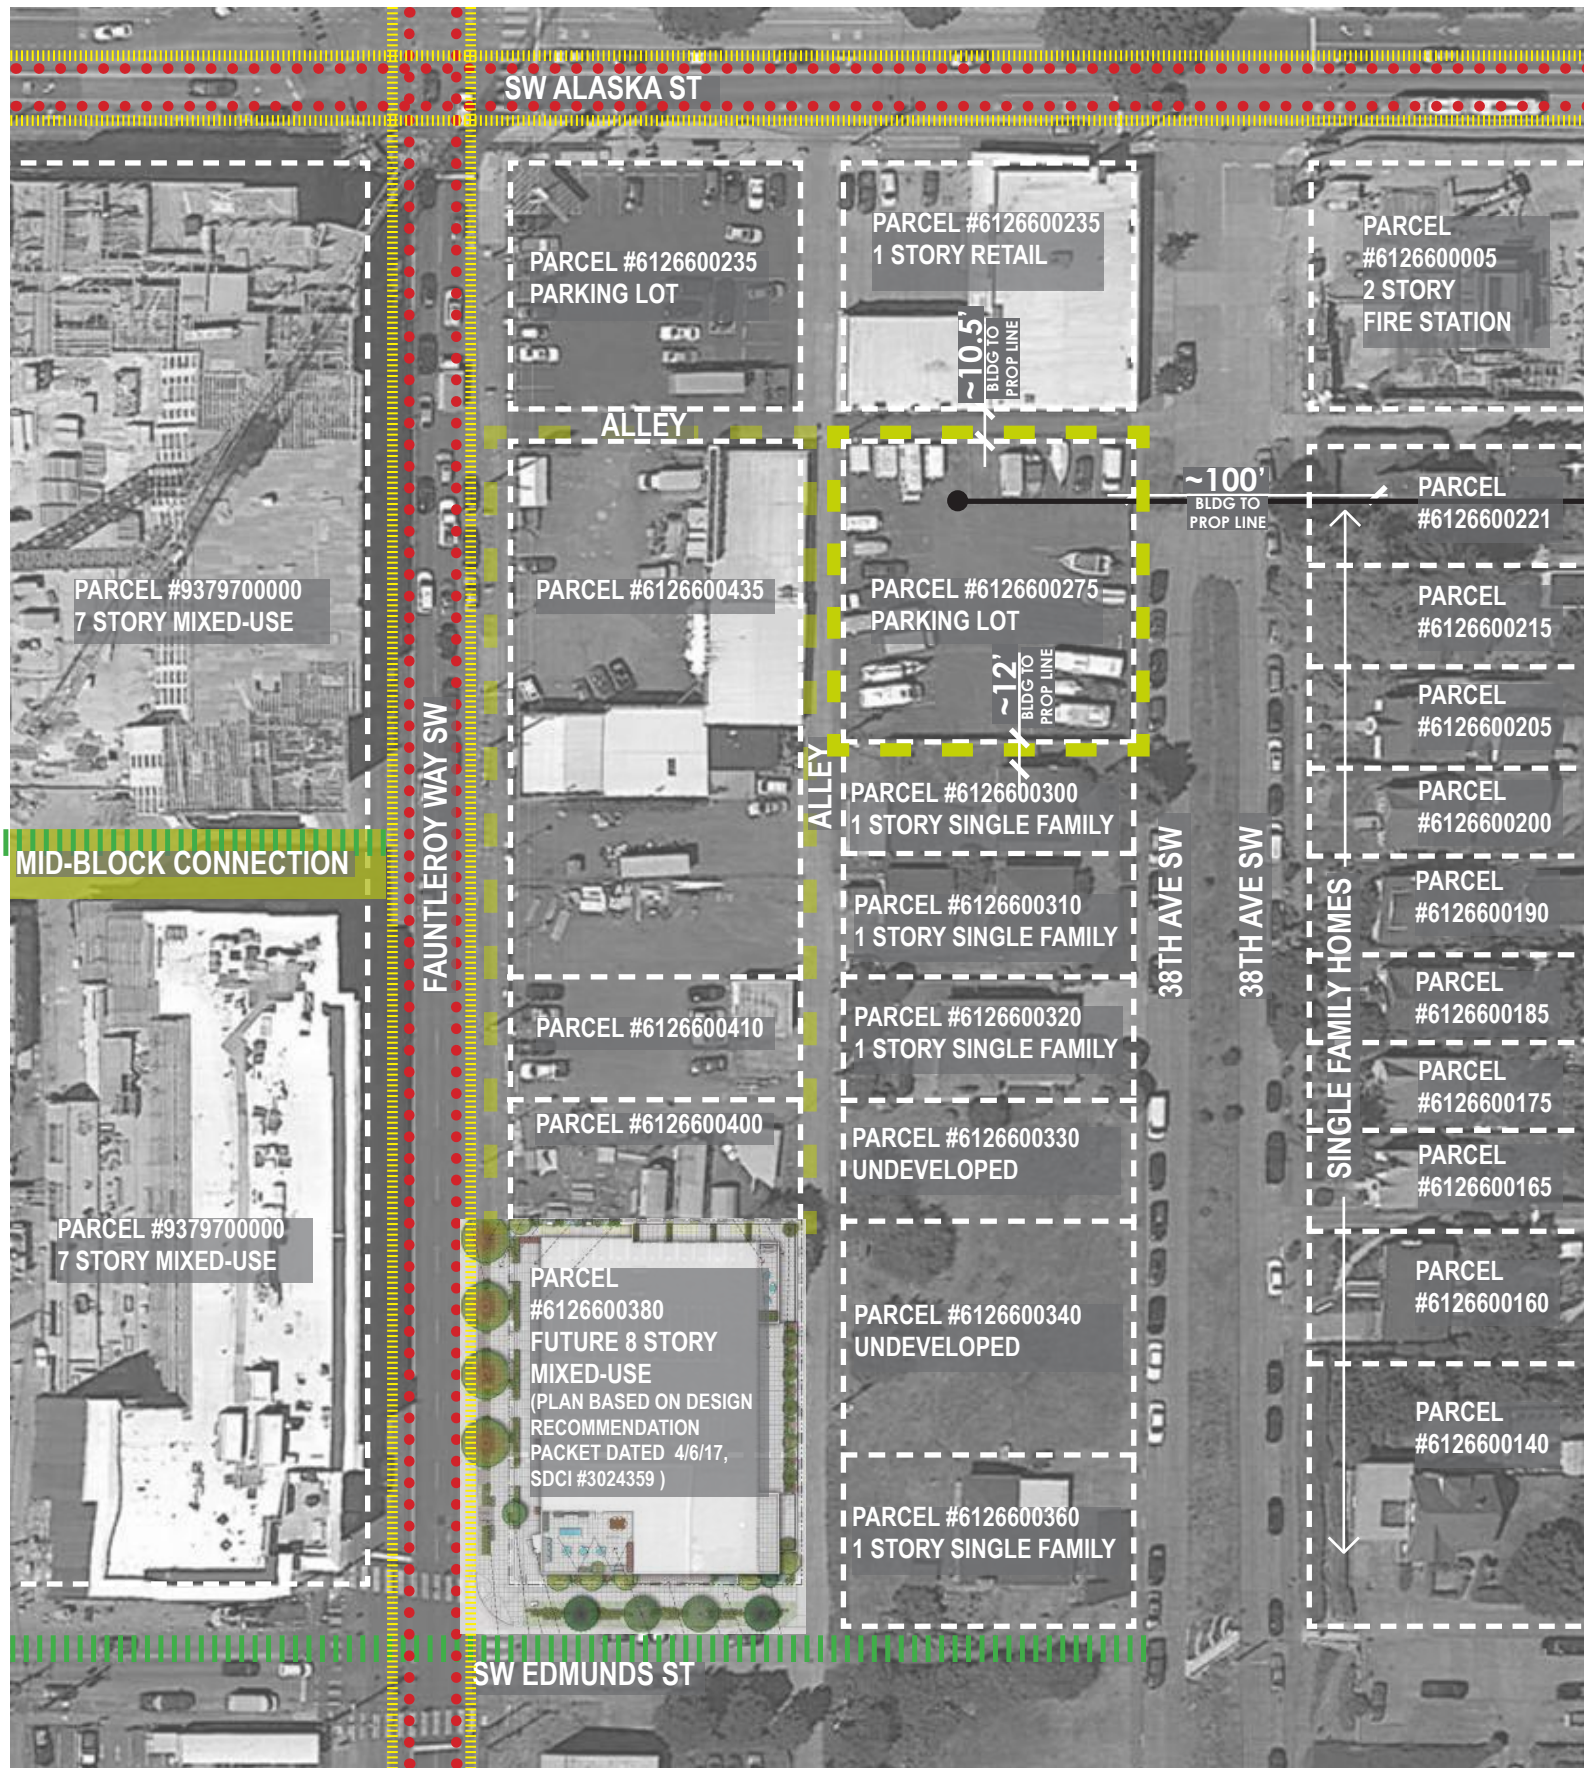 SW ALASKA ST
PARCEL #6126600235
PARKING LOT
PARCEL #6126600235
1 STORY RETAIL
PARCEL
#6126600005
2 STORY
FIRE STATION
~10.5'
BLDG TO
PROP LINE
ALLEY
~100'
BLDG TO
PROP LINE
PARCEL
#6126600221
PARCEL #9379700000
7 STORY MIXED-USE
PARCEL #6126600435
PARCEL #6126600275
PARKING LOT
PARCEL
#6126600215
~12'
BLDG TO
PROP LINE
PARCEL
#6126600205
FAUNTLEROY WAY SW
ALLEY
PARCEL #6126600300
1 STORY SINGLE FAMILY
PARCEL
#6126600200
MID-BLOCK CONNECTION
38TH AVE SW
38TH AVE SW
SINGLE FAMILY HOMES
PARCEL #6126600310
1 STORY SINGLE FAMILY
PARCEL
#6126600190
PARCEL #6126600410
PARCEL #6126600320
1 STORY SINGLE FAMILY
PARCEL
#6126600185
PARCEL
#6126600175
PARCEL #6126600400
PARCEL #6126600330
UNDEVELOPED
PARCEL
#6126600165
PARCEL #9379700000
7 STORY MIXED-USE
PARCEL
#6126600380
FUTURE 8 STORY
MIXED-USE
(PLAN BASED ON DESIGN
RECOMMENDATION
PACKET DATED 4/6/17,
SDCI #3024359 )
PARCEL #6126600340
UNDEVELOPED
PARCEL
#6126600160
PARCEL
#6126600140
PARCEL #6126600360
1 STORY SINGLE FAMILY
SW EDMUNDS ST